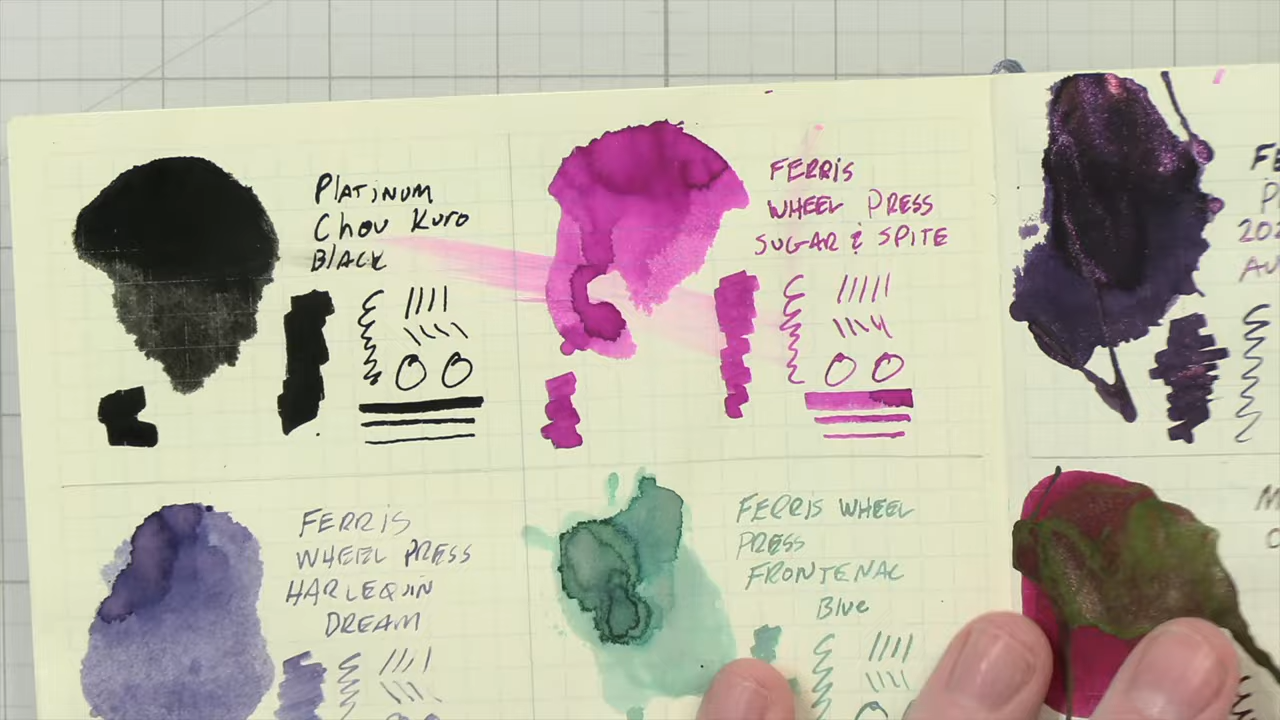 PLATINUM
Chou Kuro
BLACK
FERRIS
WHEEL PRESS
SUGAR & SPITE
FERRIS
WHEEL PRESS
HARLEQUIN
DREAM
FERRIS WHEEL
PRESS
FRONTENAC
Blue